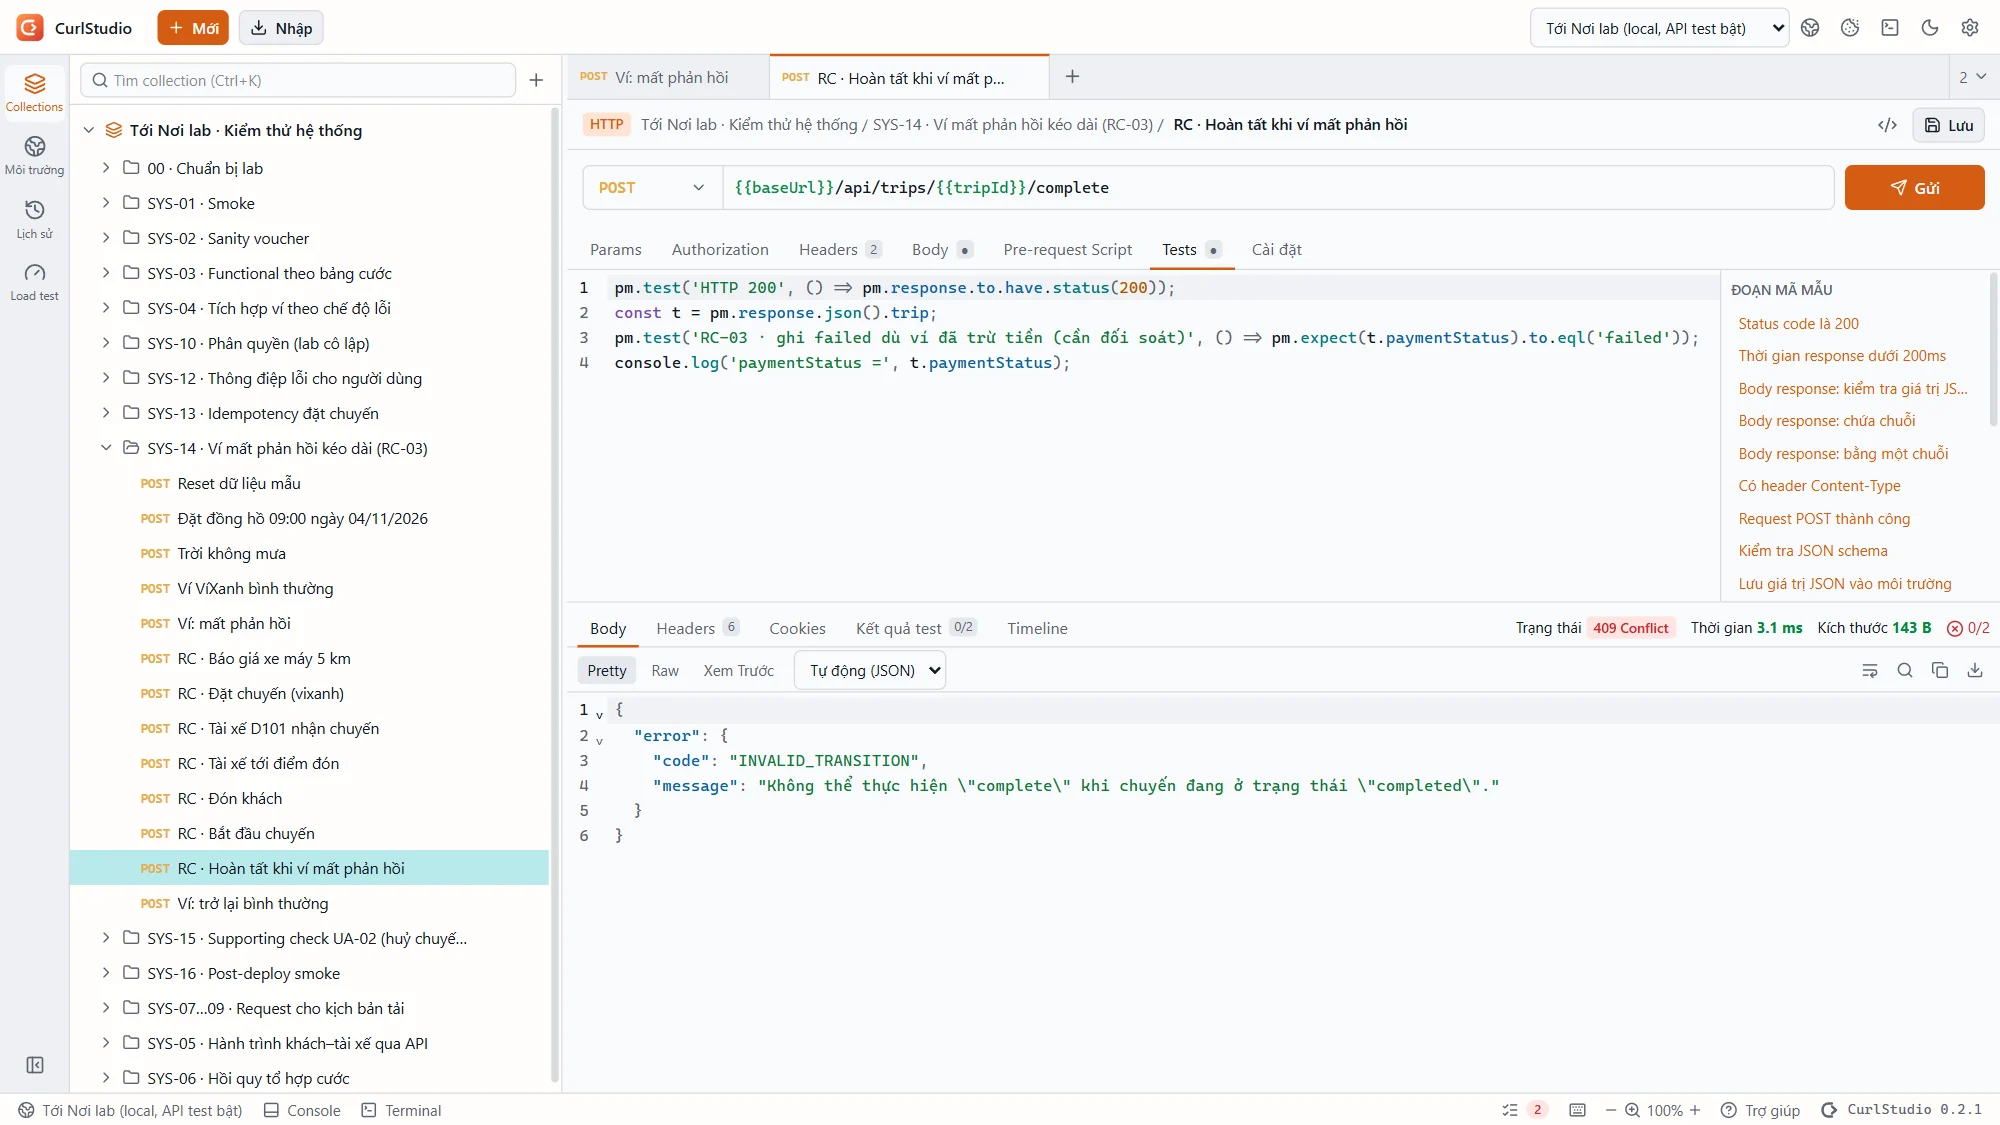 CurlStudio
Mới
Nhập
Tới Nơi lab (local, API test bật)
Collections
Môi trường
Lịch sử
Load test
Tìm collection (Ctrl+K)
Tới Nơi lab · Kiểm thử hệ thống
00 · Chuẩn bị lab
SYS-01 · Smoke
SYS-02 · Sanity voucher
SYS-03 · Functional theo bảng cước
SYS-04 · Tích hợp ví theo chế độ lỗi
SYS-10 · Phân quyền (lab cô lập)
SYS-12 · Thông điệp lỗi cho người dùng
SYS-13 · Idempotency đặt chuyến
SYS-14 · Ví mất phản hồi kéo dài (RC-03)
POST Reset dữ liệu mẫu
POST Đặt đồng hồ 09:00 ngày 04/11/2026
POST Trời không mưa
POST Ví VíXanh bình thường
POST Ví: mất phản hồi
POST RC · Báo giá xe máy 5 km
POST RC · Đặt chuyến (vixanh)
POST RC · Tài xế D101 nhận chuyến
POST RC · Tài xế tới điểm đón
POST RC · Đón khách
POST RC · Bắt đầu chuyến
POST RC · Hoàn tất khi ví mất phản hồi
POST Ví: trở lại bình thường
SYS-15 · Supporting check UA-02 (huỷ chuyế...
SYS-16 · Post-deploy smoke
SYS-07...09 · Request cho kịch bản tải
SYS-05 · Hành trình khách–tài xế qua API
SYS-06 · Hồi quy tổ hợp cước
POST Ví: mất phản hồi
POST RC · Hoàn tất khi ví mất p...
2
HTTP Tới Nơi lab · Kiểm thử hệ thống / SYS-14 · Ví mất phản hồi kéo dài (RC-03) / RC · Hoàn tất khi ví mất phản hồi
</>
Lưu
POST
{{baseUrl}}/api/trips/{{tripId}}/complete
Gửi
Params
Authorization
Headers 2
Body
Pre-request Script
Tests
Cài đặt
1 pm.test('HTTP 200', () => pm.response.to.have.status(200));
2 const t = pm.response.json().trip;
3 pm.test('RC-03 · ghi failed dù ví đã trừ tiền (cần đối soát)', () => pm.expect(t.paymentStatus).to.eql('failed'));
4 console.log('paymentStatus =', t.paymentStatus);
ĐOẠN MÃ MẪU
Status code là 200
Thời gian response dưới 200ms
Body response: kiểm tra giá trị JS...
Body response: chứa chuỗi
Body response: bằng một chuỗi
Có header Content-Type
Request POST thành công
Kiểm tra JSON schema
Lưu giá trị JSON vào môi trường
Body
Headers 6
Cookies
Kết quả test 0/2
Timeline
Trạng thái 409 Conflict Thời gian 3.1 ms Kích thước 143 B 0/2
Pretty
Raw
Xem Trước
Tự động (JSON)
1 {
2 "error": {
3 "code": "INVALID_TRANSITION",
4 "message": "Không thể thực hiện \"complete\" khi chuyến đang ở trạng thái \"completed\"."
5 }
6 }
Tới Nơi lab (local, API test bật)
Console
Terminal
2
100%
Trợ giúp
CurlStudio 0.2.1